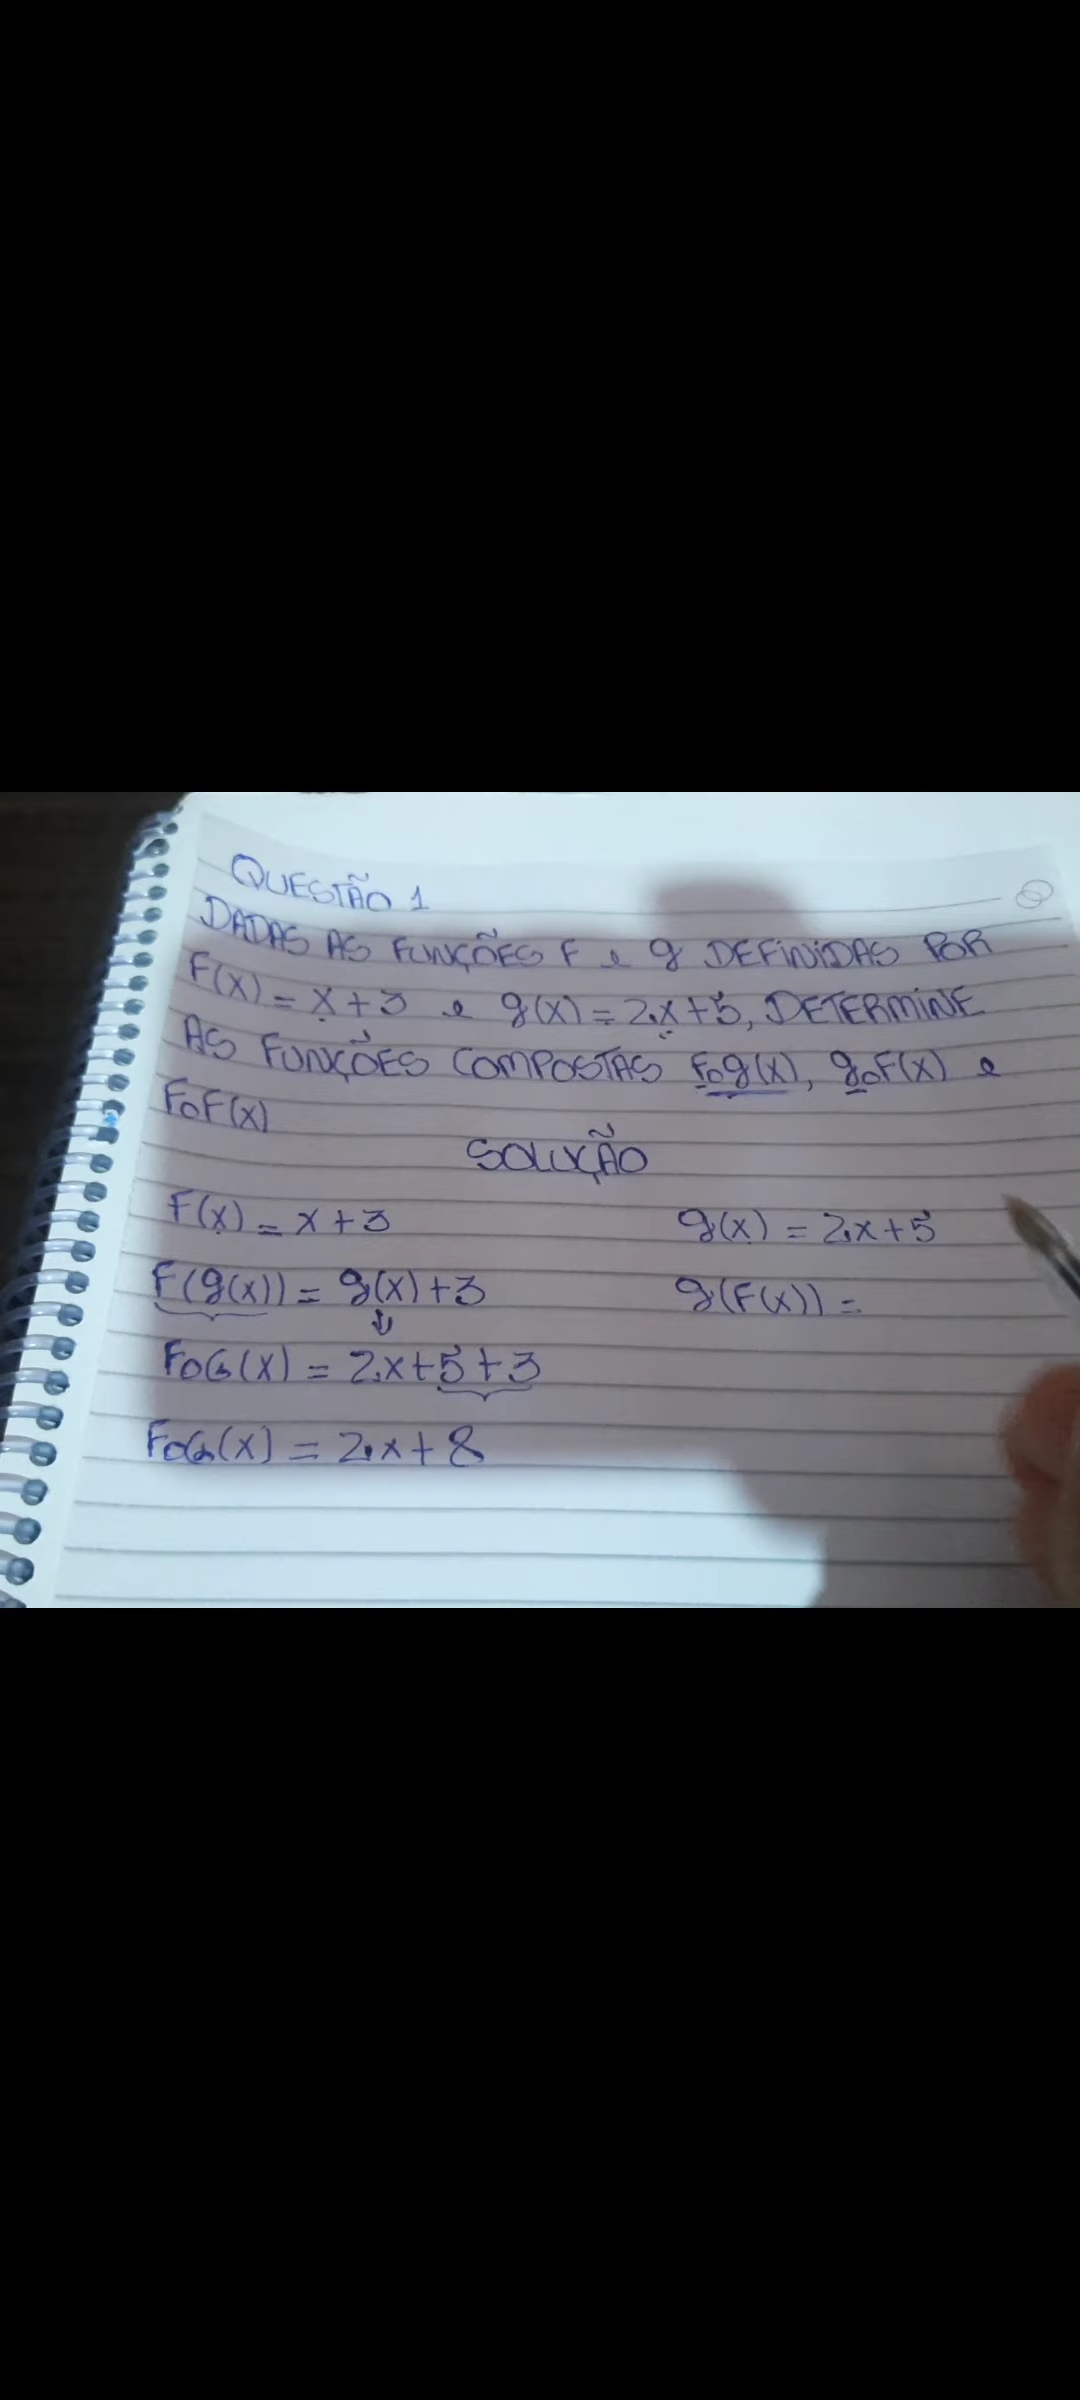 QUESTÃO 1
DADAS AS FUNÇÕES F e g DEFINIDAS POR
F(x) = x + 3 e g(x) = 2.x + 5, DETERMINE
AS FUNÇÕES COMPOSTAS Fog(x), goF(x) e
FoF(x)
SOLUÇÃO
F(x) = x + 3
g(x) = 2.x + 5
F(g(x)) = g(x) + 3
g(F(x)) =
FoG(x) = 2.x + 5 + 3
FoG(x) = 2.x + 8